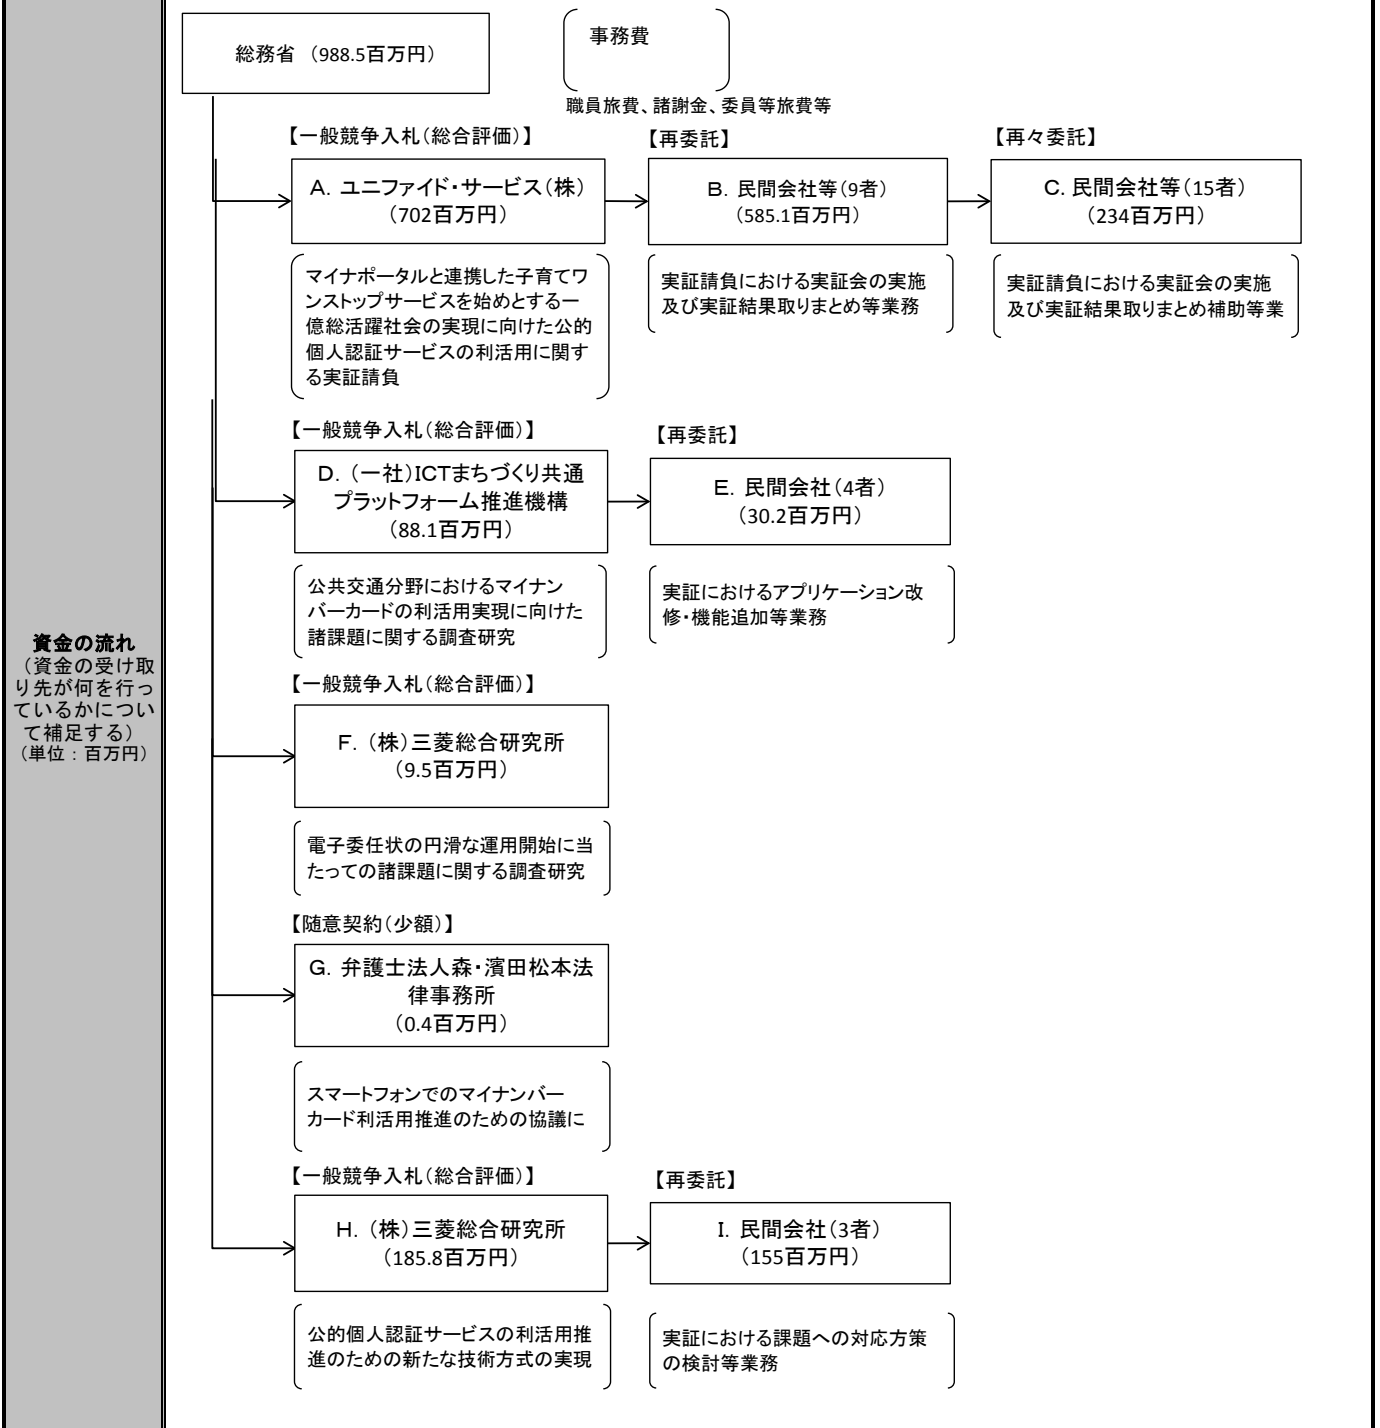 資金の流れ
（資金の受け取
り先が何を行っ
ているかについ
て補足する）
（単位：百万円）
総務省　（988.5百万円）
事務費
職員旅費、諸謝金、委員等旅費等
【一般競争入札（総合評価）】
A．ユニファイド・サービス（株）
（702百万円）
マイナポータルと連携した子育てワ
ンストップサービスを始めとする一
億総活躍社会の実現に向けた公的
個人認証サービスの利活用に関す
る実証請負
【再委託】
B．民間会社等（9者）
（585.1百万円）
実証請負における実証会の実施
及び実証結果取りまとめ等業務
【再々委託】
C．民間会社等（15者）
（234百万円）
実証請負における実証会の実施
及び実証結果取りまとめ補助等業
【一般競争入札（総合評価）】
D．（一社）ICTまちづくり共通
プラットフォーム推進機構
（88.1百万円）
公共交通分野におけるマイナン
バーカードの利活用実現に向けた
諸課題に関する調査研究
【再委託】
E．民間会社（4者）
（30.2百万円）
実証におけるアプリケーション改
修・機能追加等業務
【一般競争入札（総合評価）】
F．（株）三菱総合研究所
（9.5百万円）
電子委任状の円滑な運用開始に当
たっての諸課題に関する調査研究
【随意契約（少額）】
G．弁護士法人森・濱田松本法
律事務所
（0.4百万円）
スマートフォンでのマイナンバー
カード利活用推進のための協議に
【一般競争入札（総合評価）】
H．（株）三菱総合研究所
（185.8百万円）
公的個人認証サービスの利活用推
進のための新たな技術方式の実現
【再委託】
I．民間会社（3者）
（155百万円）
実証における課題への対応方策
の検討等業務